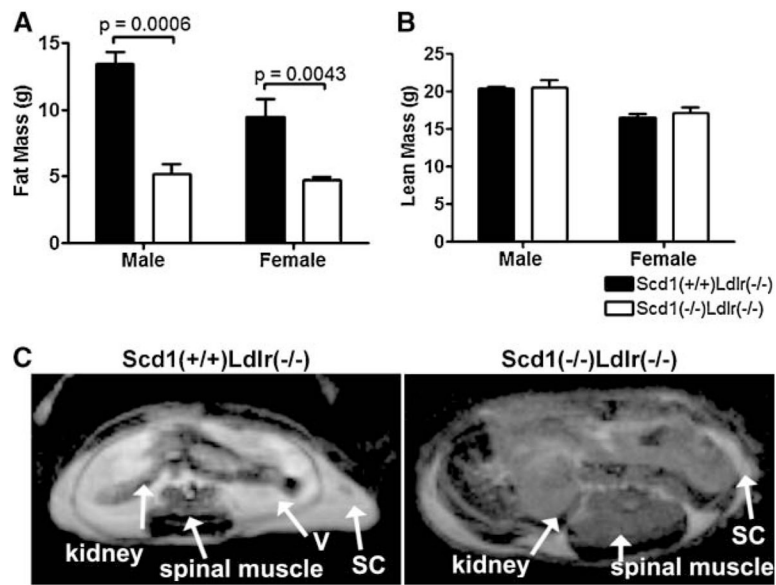 A
B
p = 0.0006
p = 0.0043
Fat Mass (g)
15
10
5
0
Male
Female
Lean Mass (g)
25
20
15
10
5
0
Male
Female
Scd1(+/+)Ldlr(-/-)
Scd1(-/-)Ldlr(-/-)
C
Scd1(+/+)Ldlr(-/-)
Scd1(-/-)Ldlr(-/-)
kidney
spinal muscle
V
SC
kidney
spinal muscle
SC